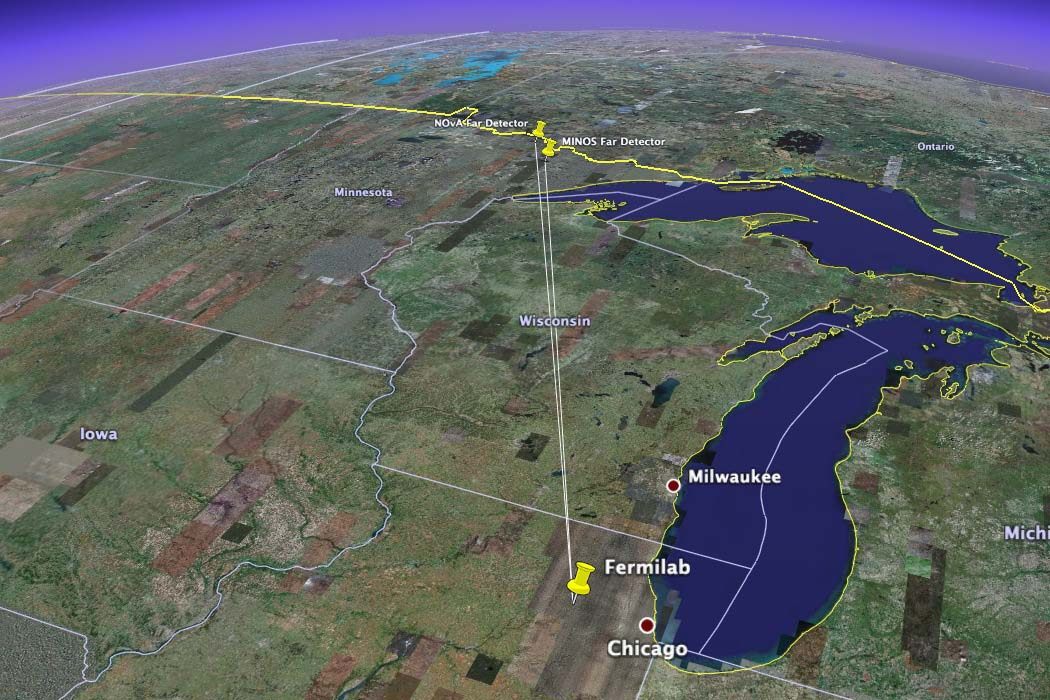 NOvA Far Detector
MINOS Far Detector
Ontario
Minnesota
Wisconsin
Iowa
Milwaukee
Michi
Fermilab
Chicago